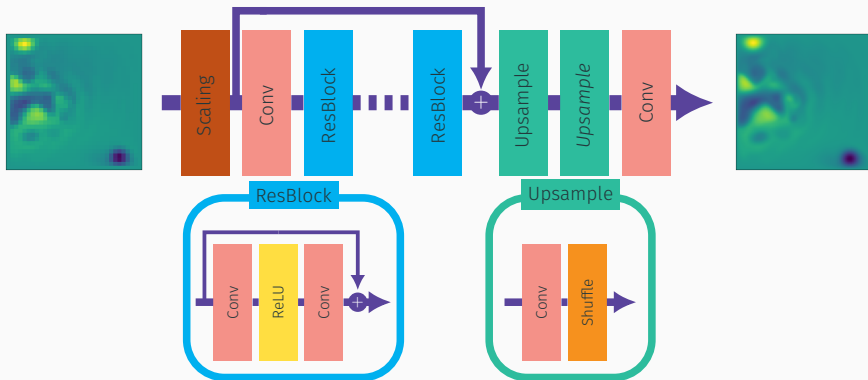 Scaling
Conv
ResBlock
ResBlock
+
Upsample
Upsample
Conv
ResBlock
Conv
ReLU
Conv
+
Upsample
Conv
Shuffle